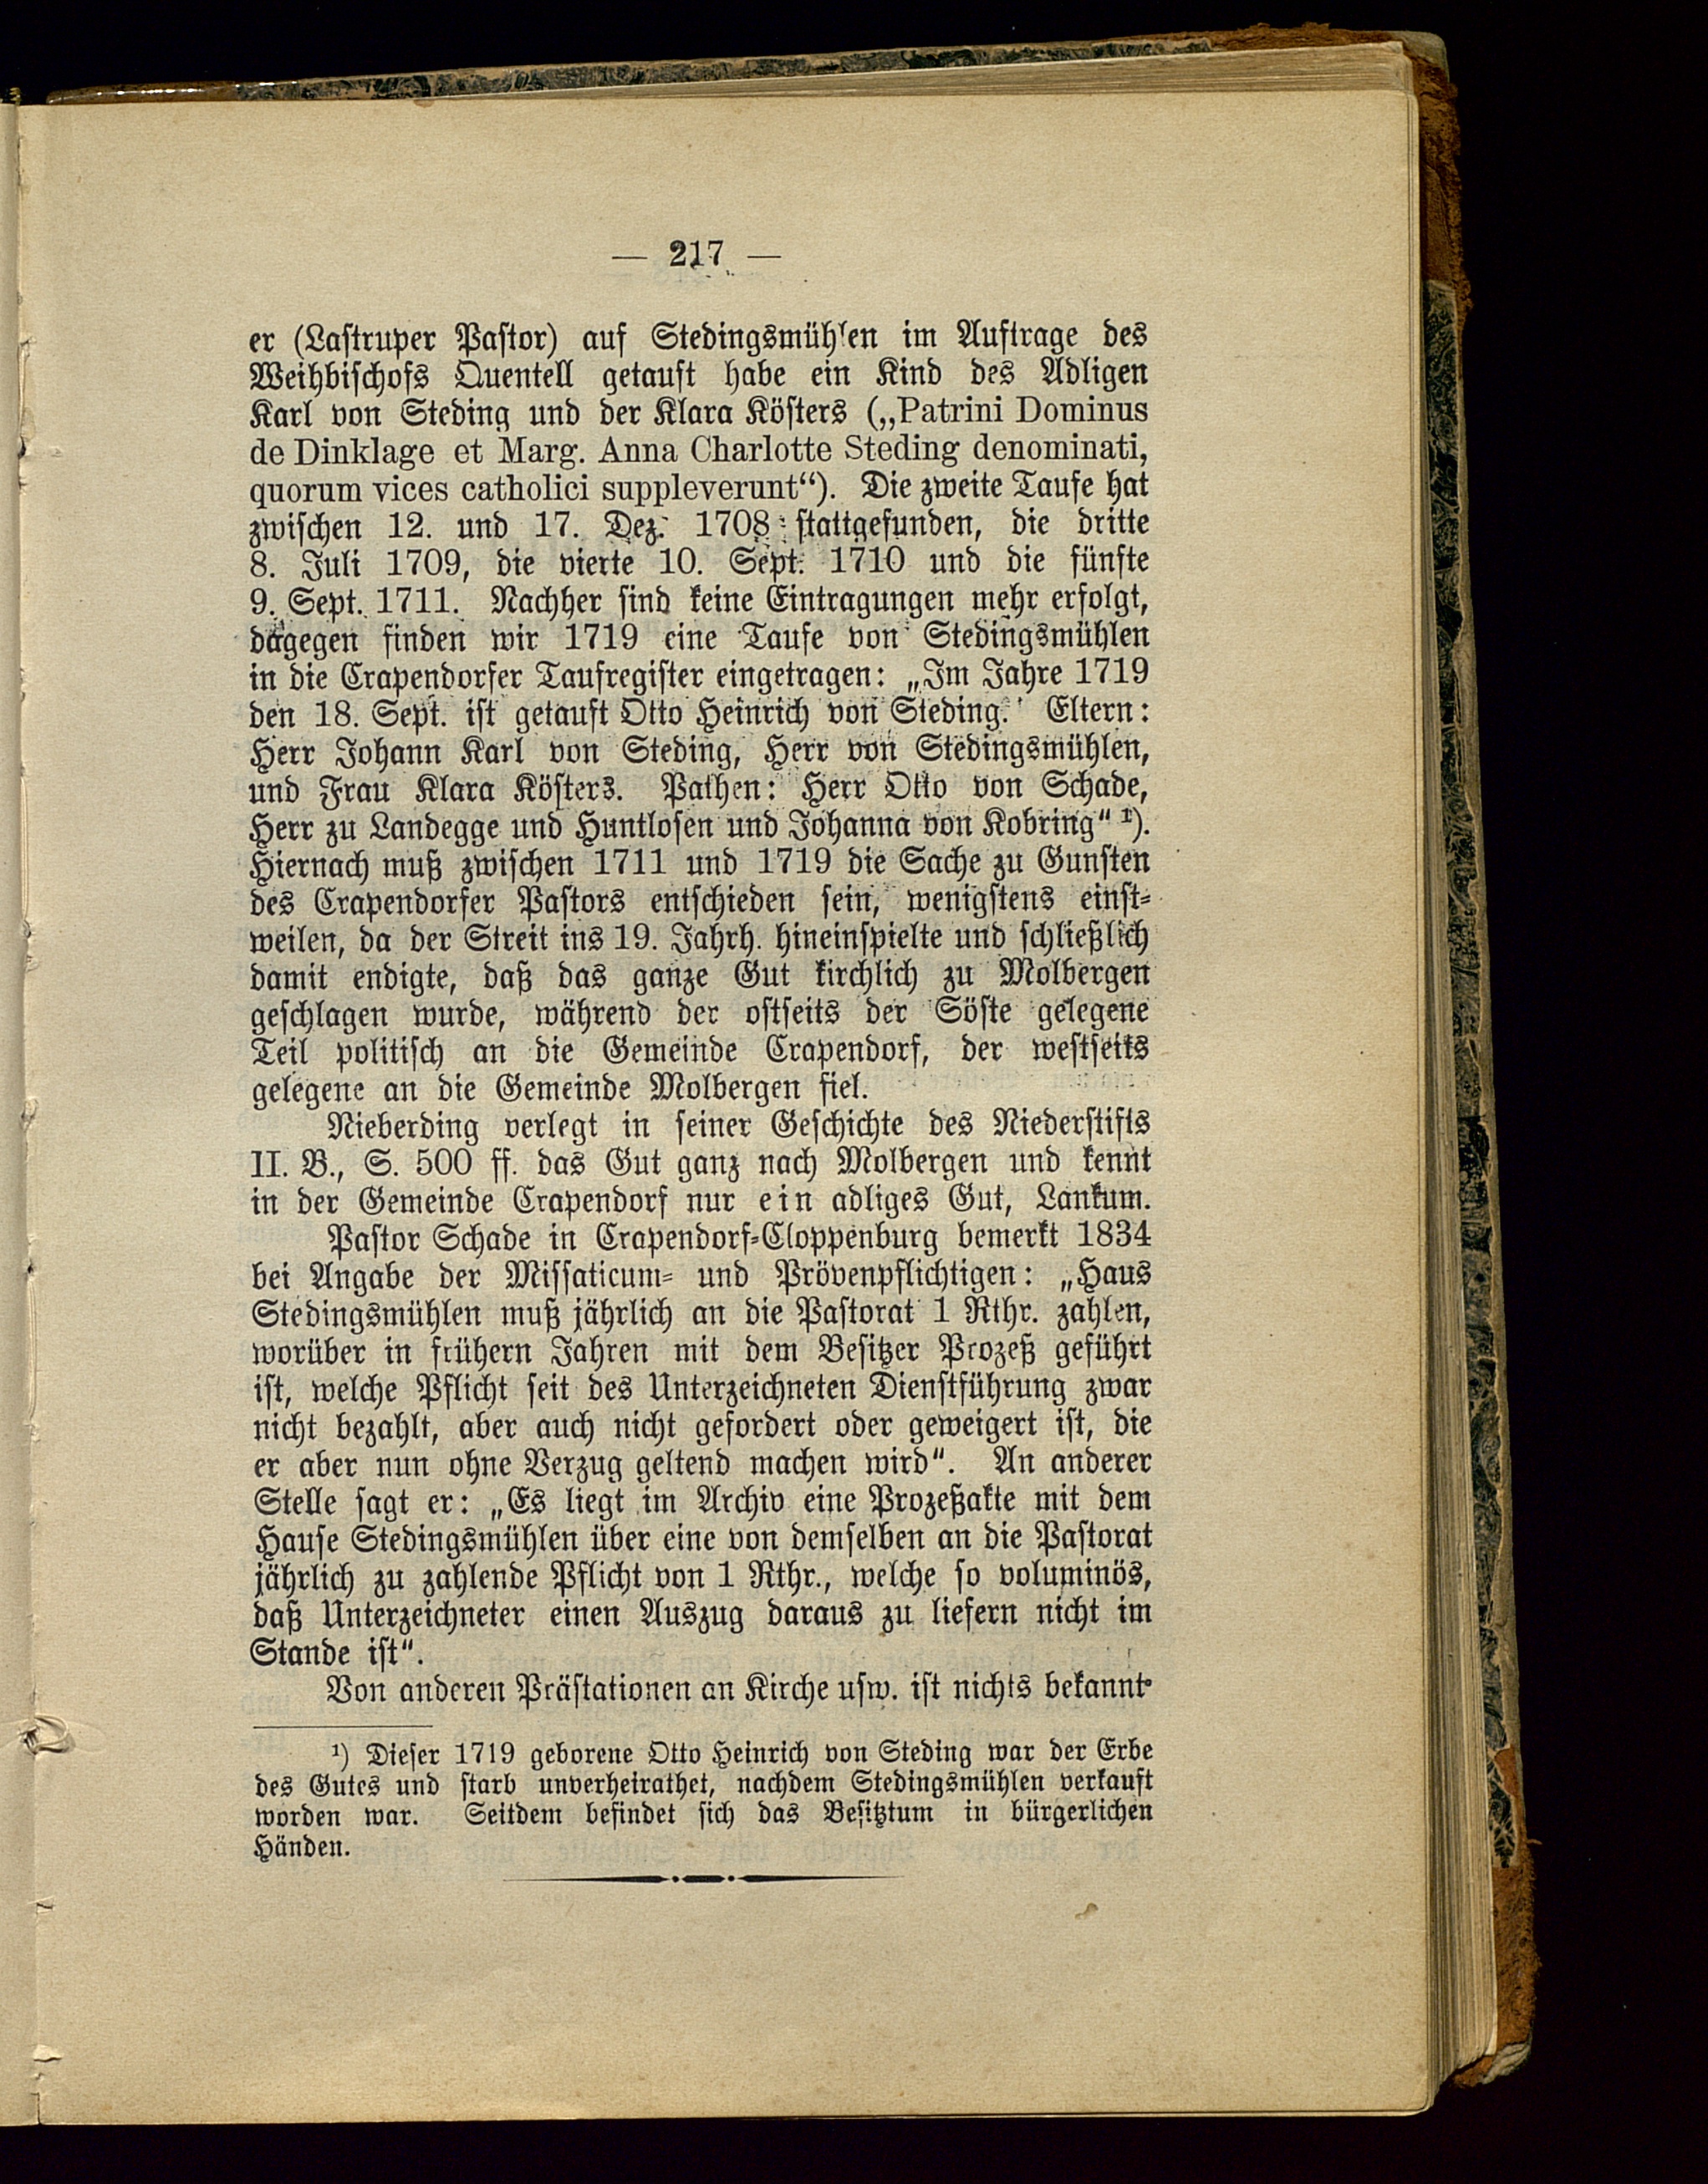 — 217 —
er (Lastruper Pastor) auf Stedingsmühlen im Auftrage des
Weihbischofs Quentell getauft habe ein Kind des Adligen
Karl von Steding und der Klara Kösters („Patrini Dominus
de Dinklage et Marg. Anna Charlotte Steding denominati,
quorum vices catholici suppleverunt“). Die zweite Taufe hat
zwischen 12. und 17. Dez. 1708 stattgefunden, die dritte
8. Juli 1709, die vierte 10. Sept. 1710 und die fünfte
9. Sept. 1711. Nachher sind keine Eintragungen mehr erfolgt,
dagegen finden wir 1719 eine Taufe von Stedingsmühlen
in die Crapendorfer Taufregister eingetragen: „Im Jahre 1719
den 18. Sept. ist getauft Otto Heinrich von Steding. Eltern:
Herr Johann Karl von Steding, Herr von Stedingsmühlen,
und Frau Klara Kösters. Pathen: Herr Otto von Schade,
Herr zu Landegge und Huntlosen und Johanna von Kobring“ ¹).
Hiernach muß zwischen 1711 und 1719 die Sache zu Gunsten
des Crapendorfer Pastors entschieden sein, wenigstens einst-
weilen, da der Streit ins 19. Jahrh. hineinspielte und schließlich
damit endigte, daß das ganze Gut kirchlich zu Molbergen
geschlagen wurde, während der ostseits der Söste gelegene
Teil politisch an die Gemeinde Crapendorf, der westseits
gelegene an die Gemeinde Molbergen fiel.
Nieberding verlegt in seiner Geschichte des Niederstifts
II. B., S. 500 ff. das Gut ganz nach Molbergen und kennt
in der Gemeinde Crapendorf nur ein adliges Gut, Lankum.
Pastor Schade in Crapendorf-Cloppenburg bemerkt 1834
bei Angabe der Missaticum- und Prövenpflichtigen: „Haus
Stedingsmühlen muß jährlich an die Pastorat 1 Rthr. zahlen,
worüber in frühern Jahren mit dem Besitzer Prozeß geführt
ist, welche Pflicht seit des Unterzeichneten Dienstführung zwar
nicht bezahlt, aber auch nicht gefordert oder geweigert ist, die
er aber nun ohne Verzug geltend machen wird“. An anderer
Stelle sagt er: „Es liegt im Archiv eine Prozeßakte mit dem
Hause Stedingsmühlen über eine von demselben an die Pastorat
jährlich zu zahlende Pflicht von 1 Rthr., welche so voluminös,
daß Unterzeichneter einen Auszug daraus zu liefern nicht im
Stande ist“.
Von anderen Prästationen an Kirche usw. ist nichts bekannt
¹) Dieser 1719 geborene Otto Heinrich von Steding war der Erbe
des Gutes und starb unverheirathet, nachdem Stedingsmühlen verkauft
worden war. Seitdem befindet sich das Besitztum in bürgerlichen
Händen.